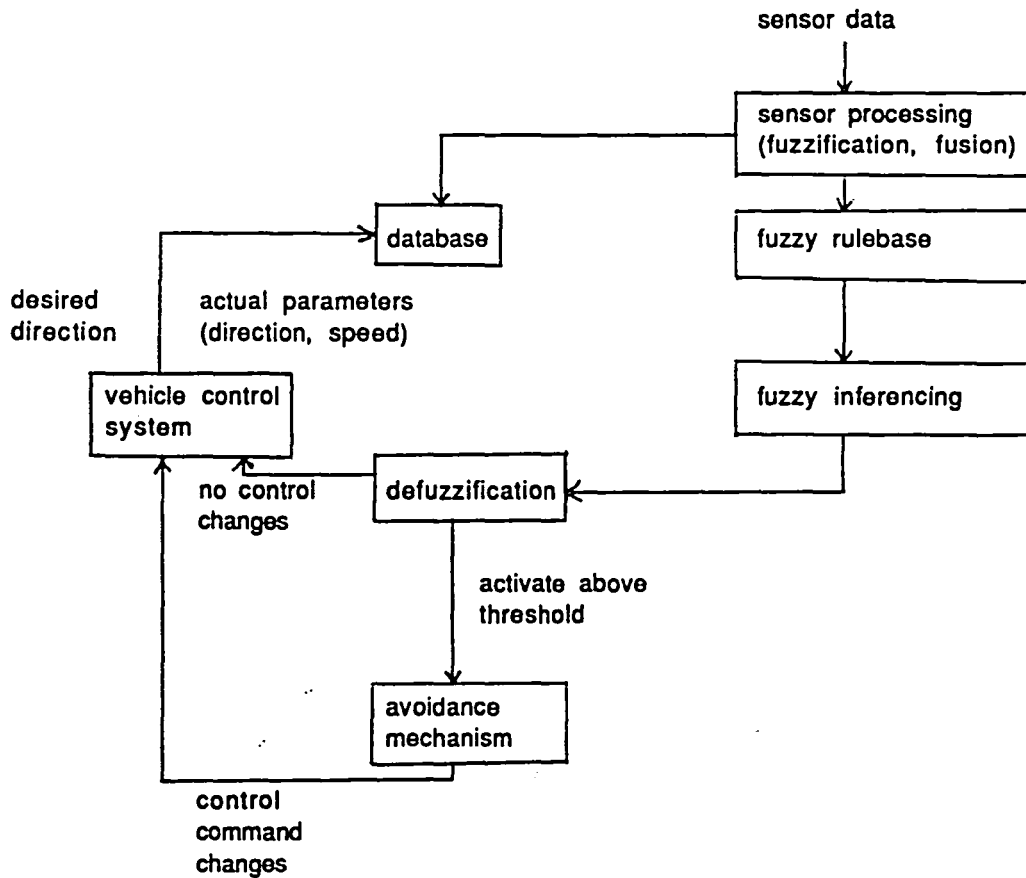 sensor data
sensor processing
(fuzzification, fusion)
database
fuzzy rulebase
desired
direction
actual parameters
(direction, speed)
vehicle control
system
fuzzy inferencing
no control
changes
defuzzification
activate above
threshold
avoidance
mechanism
control
command
changes